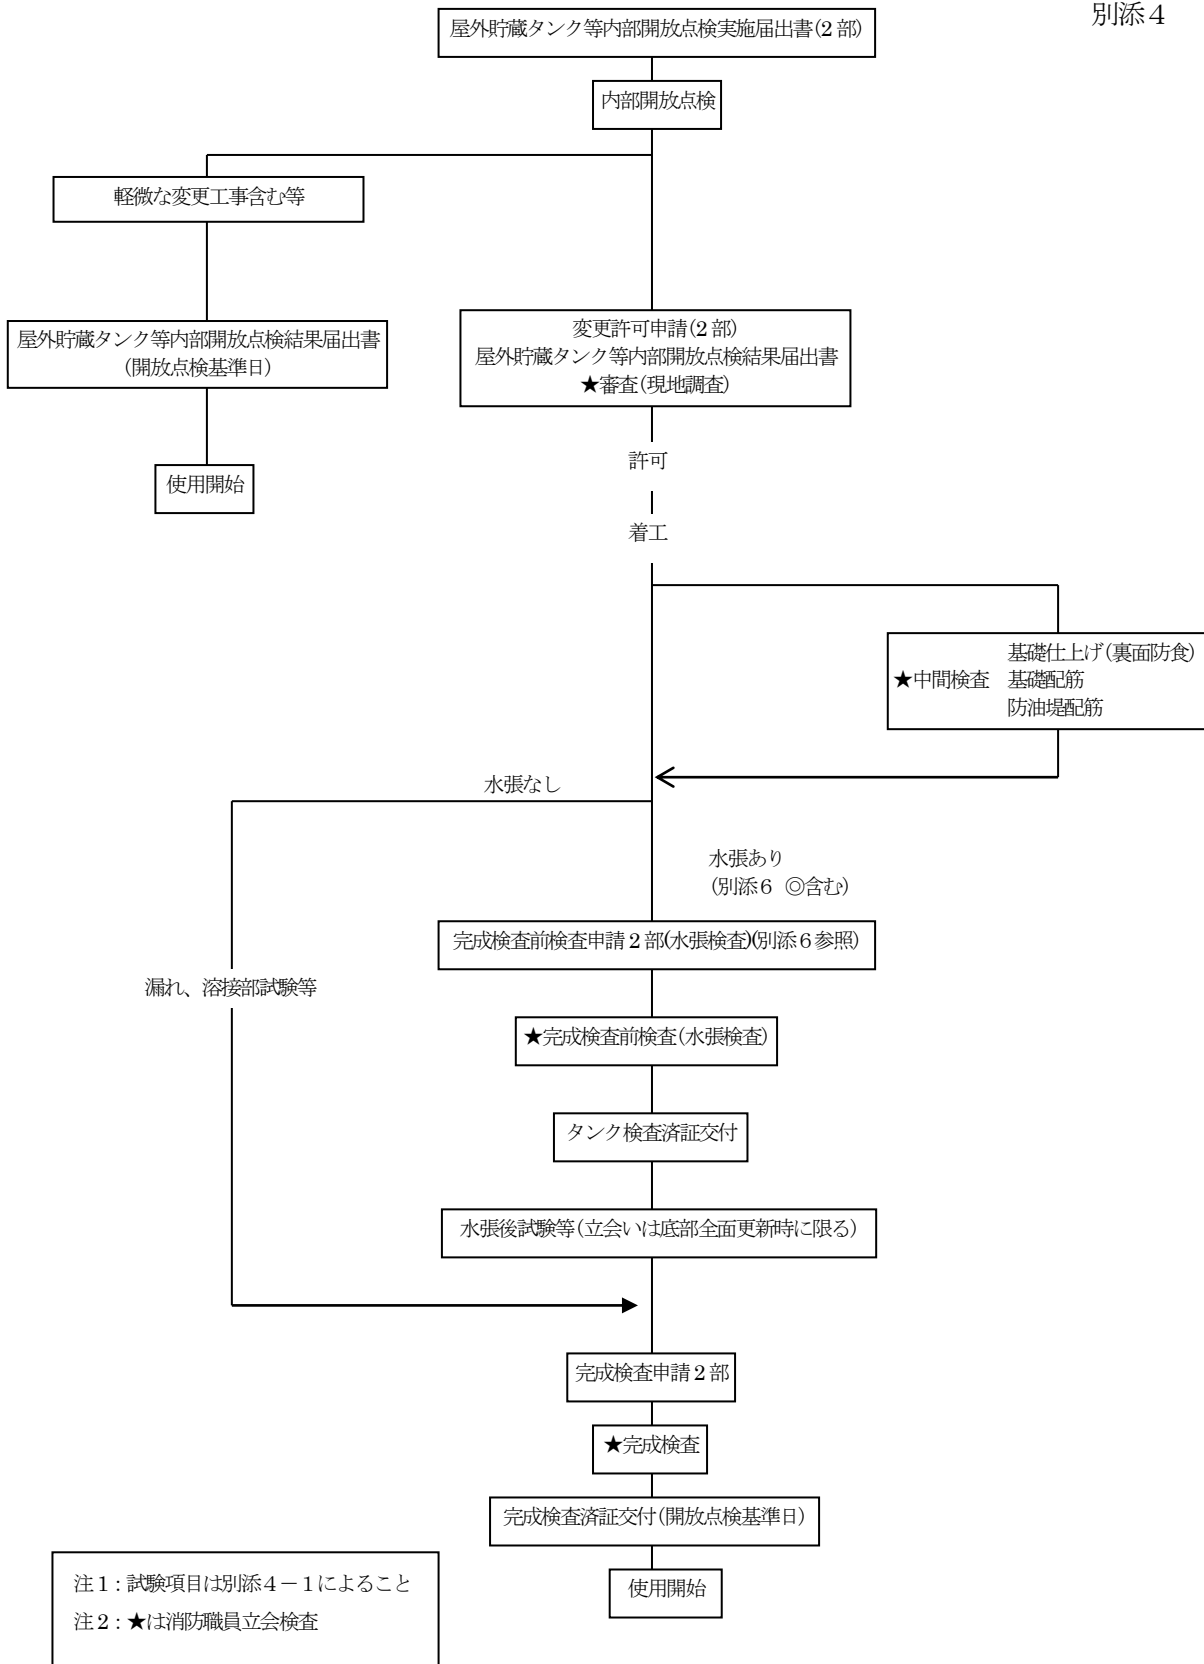 別添４
屋外貯蔵タンク等内部開放点検実施届出書(2部)
内部開放点検
軽微な変更工事含む等
屋外貯蔵タンク等内部開放点検結果届出書
(開放点検基準日)
使用開始
変更許可申請(2部)
屋外貯蔵タンク等内部開放点検結果届出書
★審査(現地調査)
許可
着工
基礎仕上げ(裏面防食)
★中間検査　基礎配筋
防油堤配筋
水張なし
水張あり
(別添６ ◎含む)
完成検査前検査申請２部(水張検査)(別添６参照)
漏れ、溶接部試験等
★完成検査前検査(水張検査)
タンク検査済証交付
水張後試験等(立会いは底部全面更新時に限る)
完成検査申請２部
★完成検査
完成検査済証交付(開放点検基準日)
使用開始
注１：試験項目は別添４－１によること
注２：★は消防職員立会検査